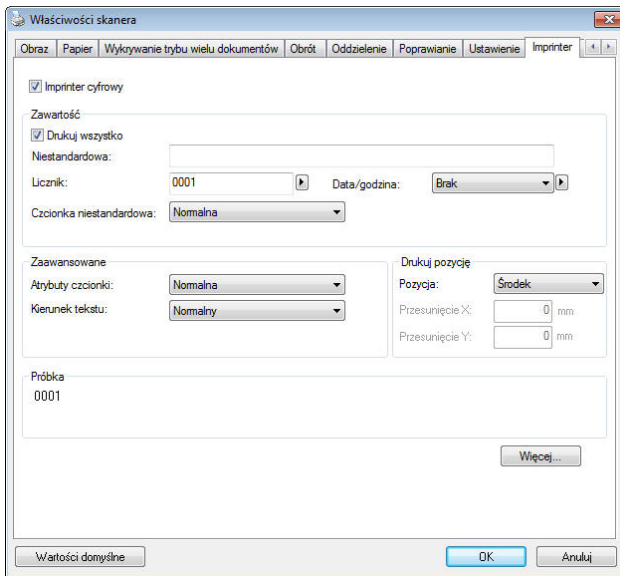 Właściwości skanera
Obraz Papier Wykrywanie trybu wielu dokumentów Obrót Oddzielenie Poprawianie Ustawienie Imprinter
Imprinter cyfrowy
Zawartość
Drukuj wszystko
Niestandardowa:
Licznik: 0001 Data/godzina: Brak
Czcionka niestandardowa: Normalna
Zaawansowane Drukuj pozycję
Atrybuty czcionki: Normalna Pozycja: Środek
Kierunek tekstu: Normalny Przesunięcie X: 0 mm
Przesunięcie Y: 0 mm
Próbka
0001
Więcej...
Wartości domyślne OK Anuluj